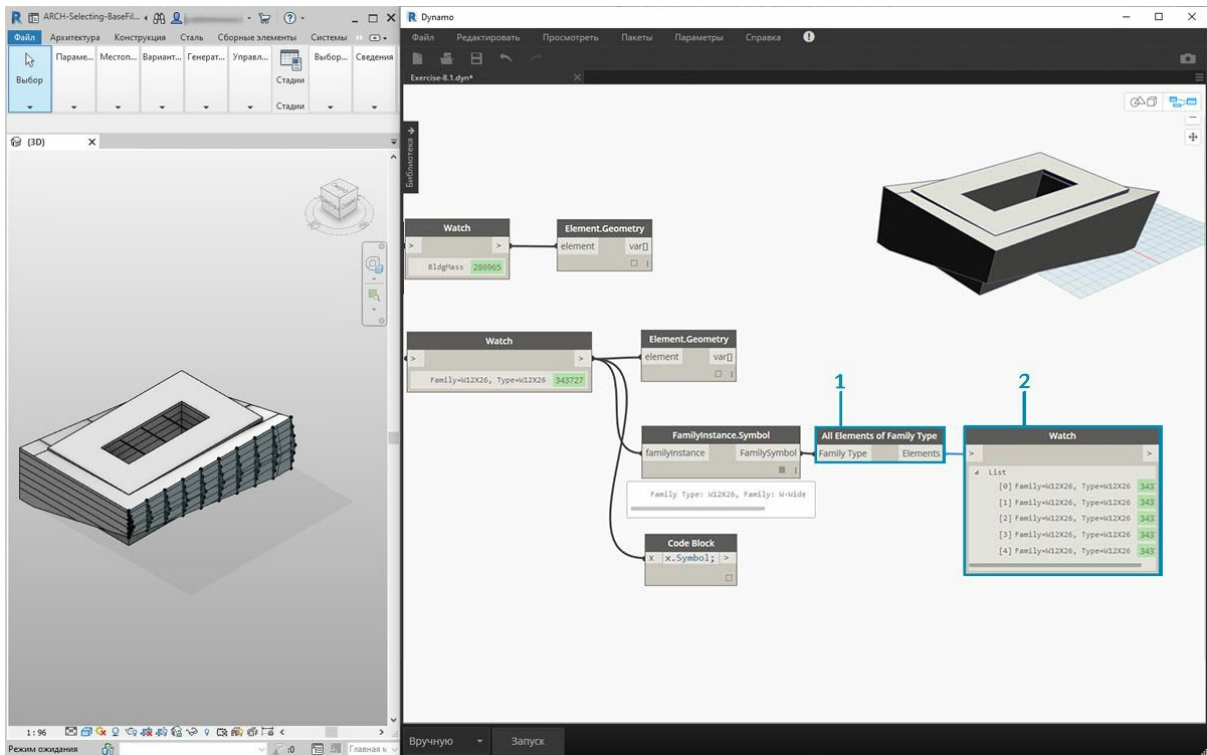 ARCH-Selecting-BaseFil...
Файл Архитектура Конструкция Сталь Сборные элементы Системы
Выбор
Параме... Местоп... Вариант... Генерат... Управл... Стадии Выбор... Сведения
Стадии
{3D}
1 : 96
Режим ожидания
:0
Главная м
Dynamo
Файл Редактировать Просмотреть Пакеты Параметры Справка
Exercise-8.1.dyn*
Библиотека
Watch
> >
BldgMass 286965
Element.Geometry
element var[]
Watch
> >
Family=W12X26, Type=W12X26 343727
Element.Geometry
element var[]
1
2
FamilyInstance.Symbol
familyInstance FamilySymbol
Family Type: W12X26, Family: W-Wide
All Elements of Family Type
Family Type Elements
Watch
> >
List
[0] Family=W12X26, Type=W12X26 343
[1] Family=W12X26, Type=W12X26 343
[2] Family=W12X26, Type=W12X26 343
[3] Family=W12X26, Type=W12X26 343
[4] Family=W12X26, Type=W12X26 343
Code Block
x x.Symbol; >
Вручную Запуск